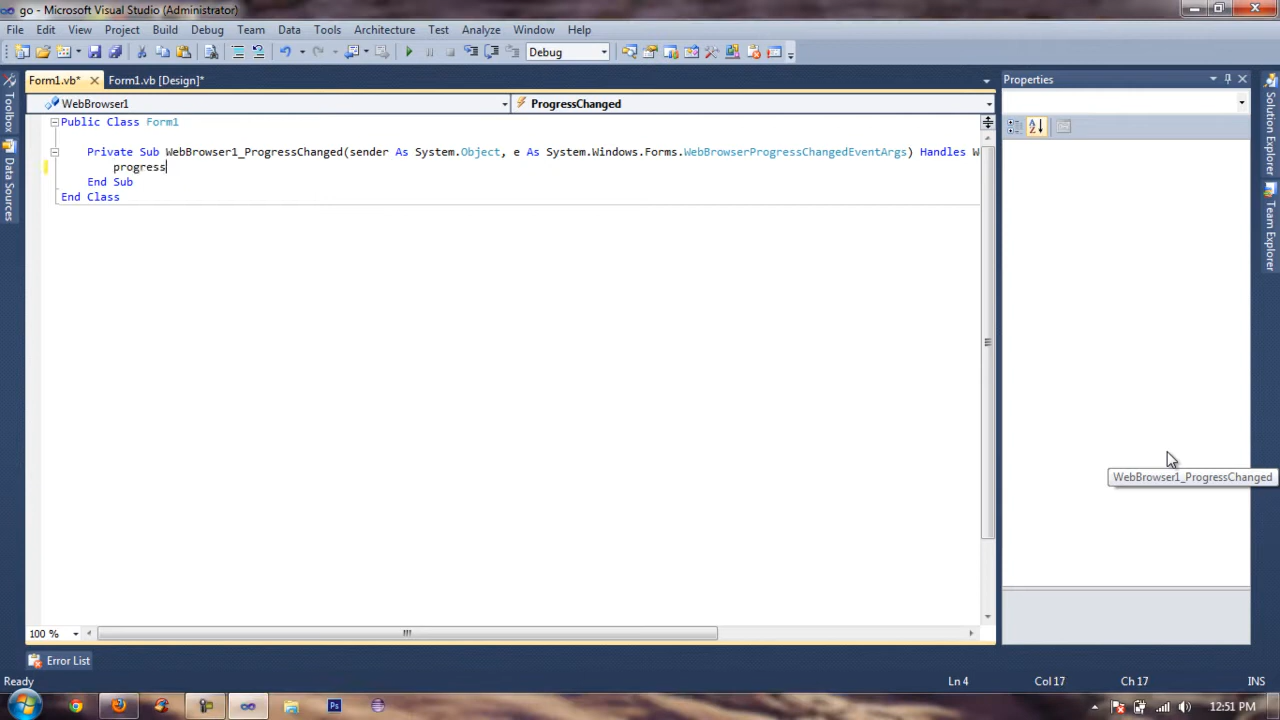 go - Microsoft Visual Studio (Administrator)
File Edit View Project Build Debug Team Data Tools Architecture Test Analyze Window Help
Debug
Form1.vb* Form1.vb [Design]*
Properties
WebBrowser1 ProgressChanged
Public Class Form1
Private Sub WebBrowser1_ProgressChanged(sender As System.Object, e As System.Windows.Forms.WebBrowserProgressChangedEventArgs) Handles W
progress
End Sub
End Class
Toolbox
Data Sources
Solution Explorer
Team Explorer
WebBrowser1_ProgressChanged
100 %
Error List
Ready Ln 4 Col 17 Ch 17 INS
Ps
12:51 PM